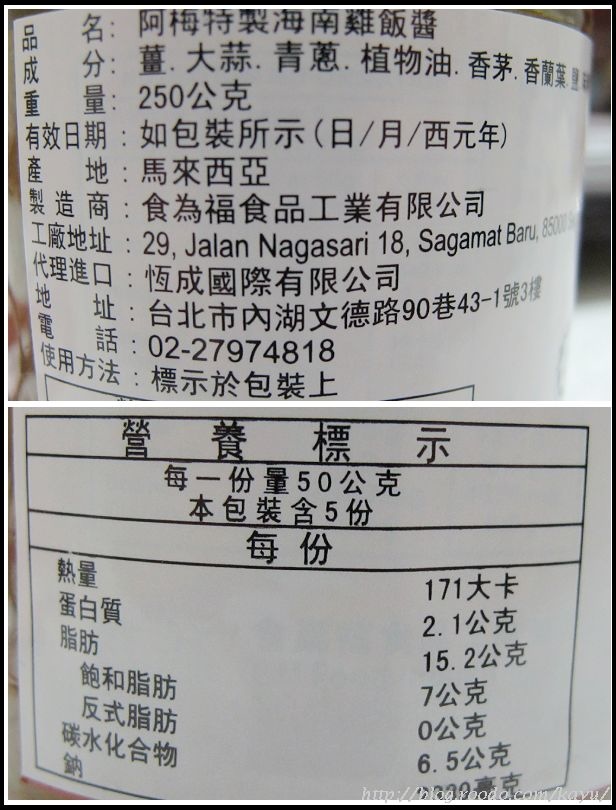 品名：阿梅特製海南雞飯醬
成分：薑．大蒜．青蔥．植物油．香茅．香蘭葉．鹽．
重量：250公克
有效日期：如包裝所示(日/月/西元年)
產地：馬來西亞
製造商：食為福食品工業有限公司
工廠地址：29, Jalan Nagasari 18, Sagamat Baru, 85000
代理進口：恆成國際有限公司
地址：台北市內湖文德路90巷43-1號3樓
電話：02-27974818
使用方法：標示於包裝上
營養標示
每一份量50公克
本包裝含5份
每份
熱量 171大卡
蛋白質 2.1公克
脂肪 15.2公克
飽和脂肪 7公克
反式脂肪 0公克
碳水化合物 6.5公克
鈉 毫克
http://blog.roodo.com/kayu/